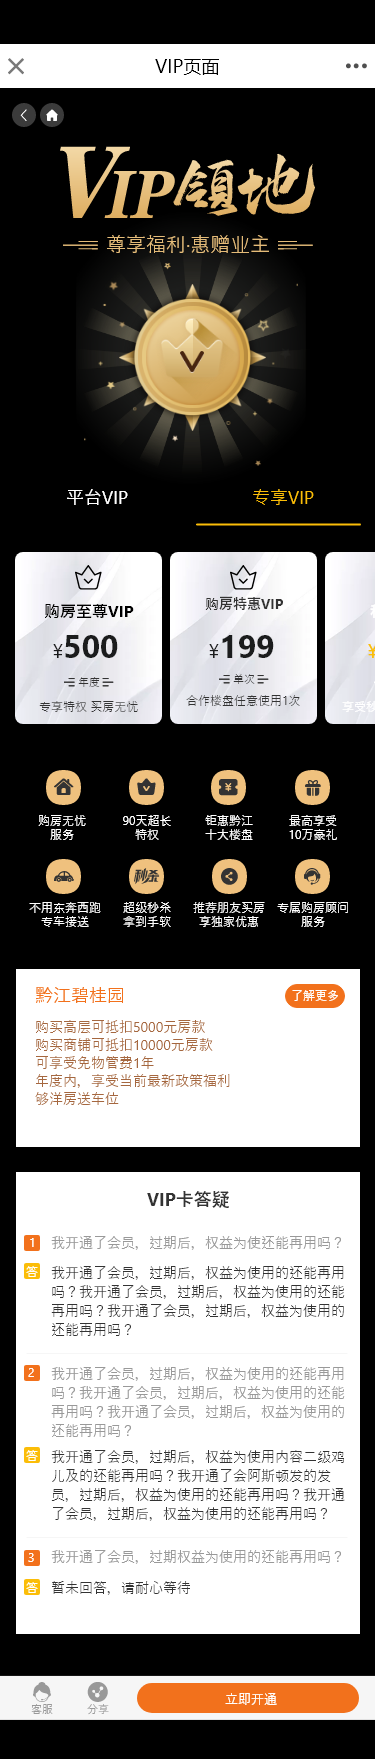 VIP页面
VIP领地
尊享福利·惠赠业主
平台VIP
专享VIP
购房至尊VIP
¥500
年度
专享特权 买房无忧
购房特惠VIP
¥199
单次
合作楼盘任意使用1次
¥
购房无忧
服务
90天超长
特权
钜惠黔江
十大楼盘
最高享受
10万豪礼
不用东奔西跑
专车接送
秒杀
超级秒杀
拿到手软
推荐朋友买房
享独家优惠
专属购房顾问
服务
黔江碧桂园
了解更多
购买高层可抵扣5000元房款
购买商铺可抵扣10000元房款
可享受免物管费1年
年度内，享受当前最新政策福利
够洋房送车位
VIP卡答疑
1 我开通了会员，过期后，权益为使还能再用吗？
答 我开通了会员，过期后，权益为使用的还能再用
吗？我开通了会员，过期后，权益为使用的还能
再用吗？我开通了会员，过期后，权益为使用的
还能再用吗？
2 我开通了会员，过期后，权益为使用的还能再用
吗？我开通了会员，过期后，权益为使用的还能
再用吗？我开通了会员，过期后，权益为使用的
还能再用吗？
答 我开通了会员，过期后，权益为使用内容二级鸡
儿及的还能再用吗？我开通了会阿斯顿发的发
员，过期后，权益为使用的还能再用吗？我开通
了会员，过期后，权益为使用的还能再用吗？
3 我开通了会员，过期权益为使用的还能再用吗？
答 暂未回答，请耐心等待
客服
分享
立即开通